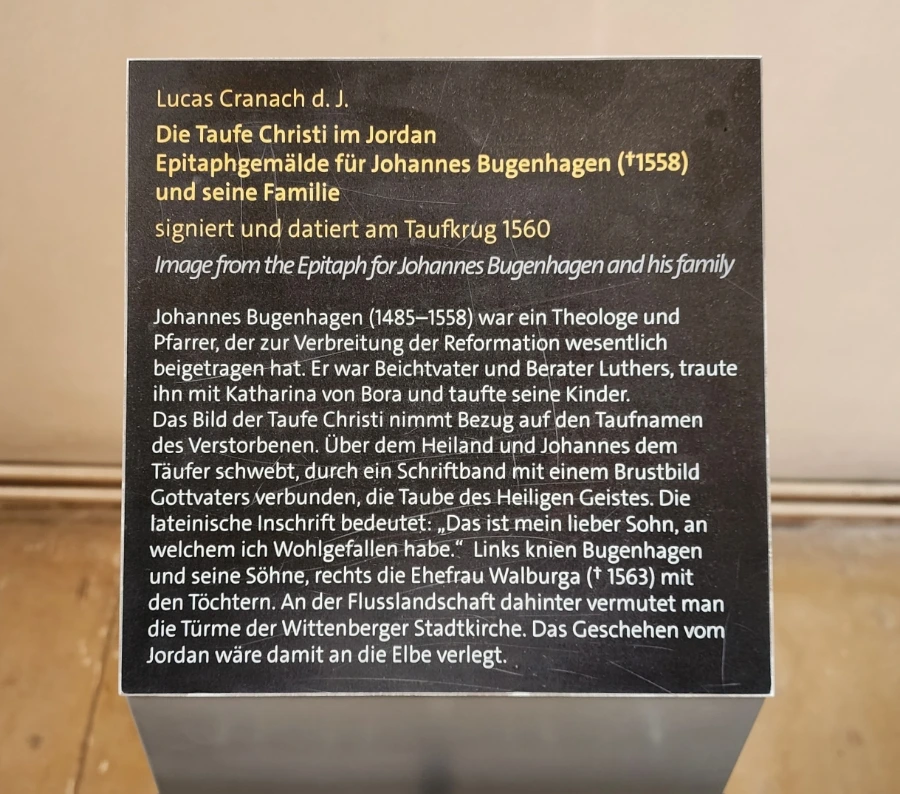 Lucas Cranach d. J.
Die Taufe Christi im Jordan
Epitaphgemälde für Johannes Bugenhagen (†1558)
und seine Familie
signiert und datiert am Taufkrug 1560
Image from the Epitaph for Johannes Bugenhagen and his family
Johannes Bugenhagen (1485–1558) war ein Theologe und
Pfarrer, der zur Verbreitung der Reformation wesentlich
beigetragen hat. Er war Beichtvater und Berater Luthers, traute
ihn mit Katharina von Bora und taufte seine Kinder.
Das Bild der Taufe Christi nimmt Bezug auf den Taufnamen
des Verstorbenen. Über dem Heiland und Johannes dem
Täufer schwebt, durch ein Schriftband mit einem Brustbild
Gottvaters verbunden, die Taube des Heiligen Geistes. Die
lateinische Inschrift bedeutet: „Das ist mein lieber Sohn, an
welchem ich Wohlgefallen habe.“ Links knien Bugenhagen
und seine Söhne, rechts die Ehefrau Walburga († 1563) mit
den Töchtern. An der Flusslandschaft dahinter vermutet man
die Türme der Wittenberger Stadtkirche. Das Geschehen vom
Jordan wäre damit an die Elbe verlegt.